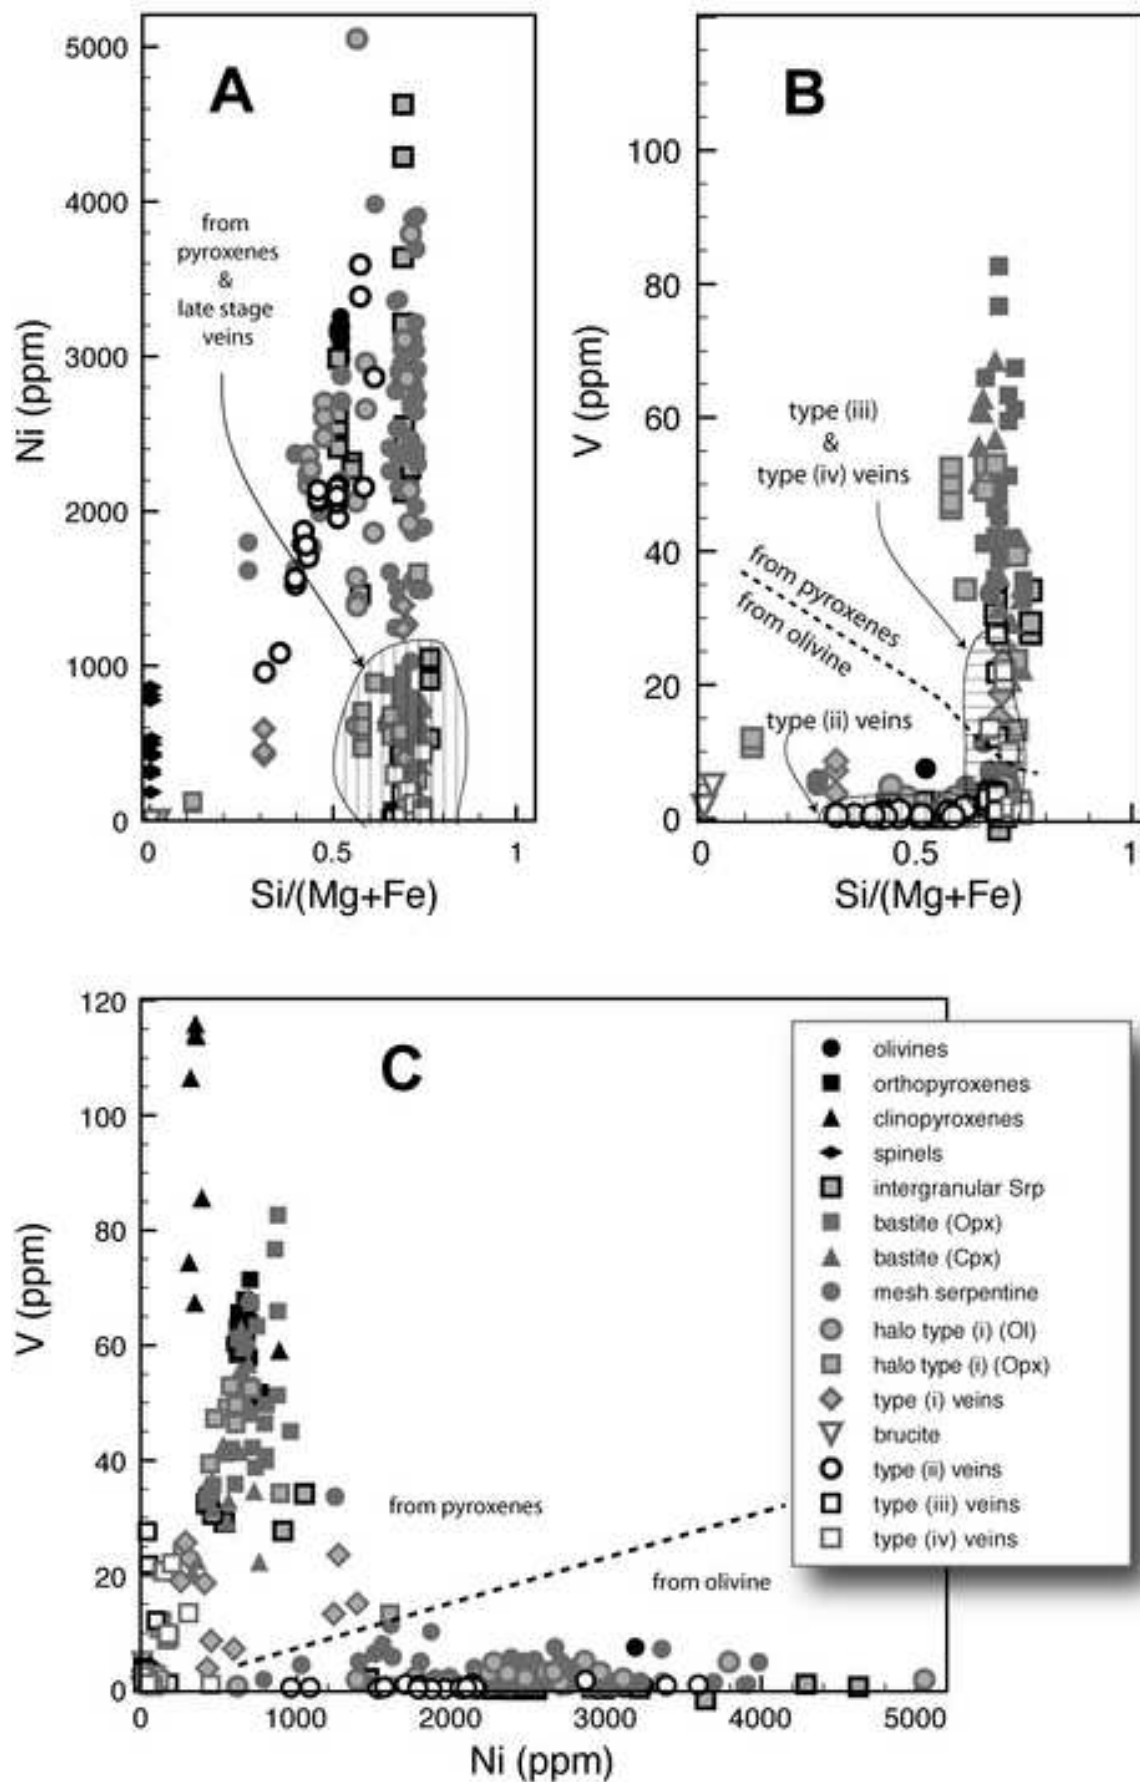 A
5000
4000
3000
2000
1000
0
Ni (ppm)
from
pyroxenes
&
late stage
veins
0
0.5
1
Si/(Mg+Fe)
B
100
80
60
40
20
0
V (ppm)
type (iii)
&
type (iv) veins
from pyroxenes
from olivine
type (ii) veins
0
0.5
1
Si/(Mg+Fe)
C
120
100
80
60
40
20
0
V (ppm)
from pyroxenes
from olivine
0
1000
2000
3000
4000
5000
Ni (ppm)
olivines
orthopyroxenes
clinopyroxenes
spinels
intergranular Srp
bastite (Opx)
bastite (Cpx)
mesh serpentine
halo type (i) (Ol)
halo type (i) (Opx)
type (i) veins
brucite
type (ii) veins
type (iii) veins
type (iv) veins